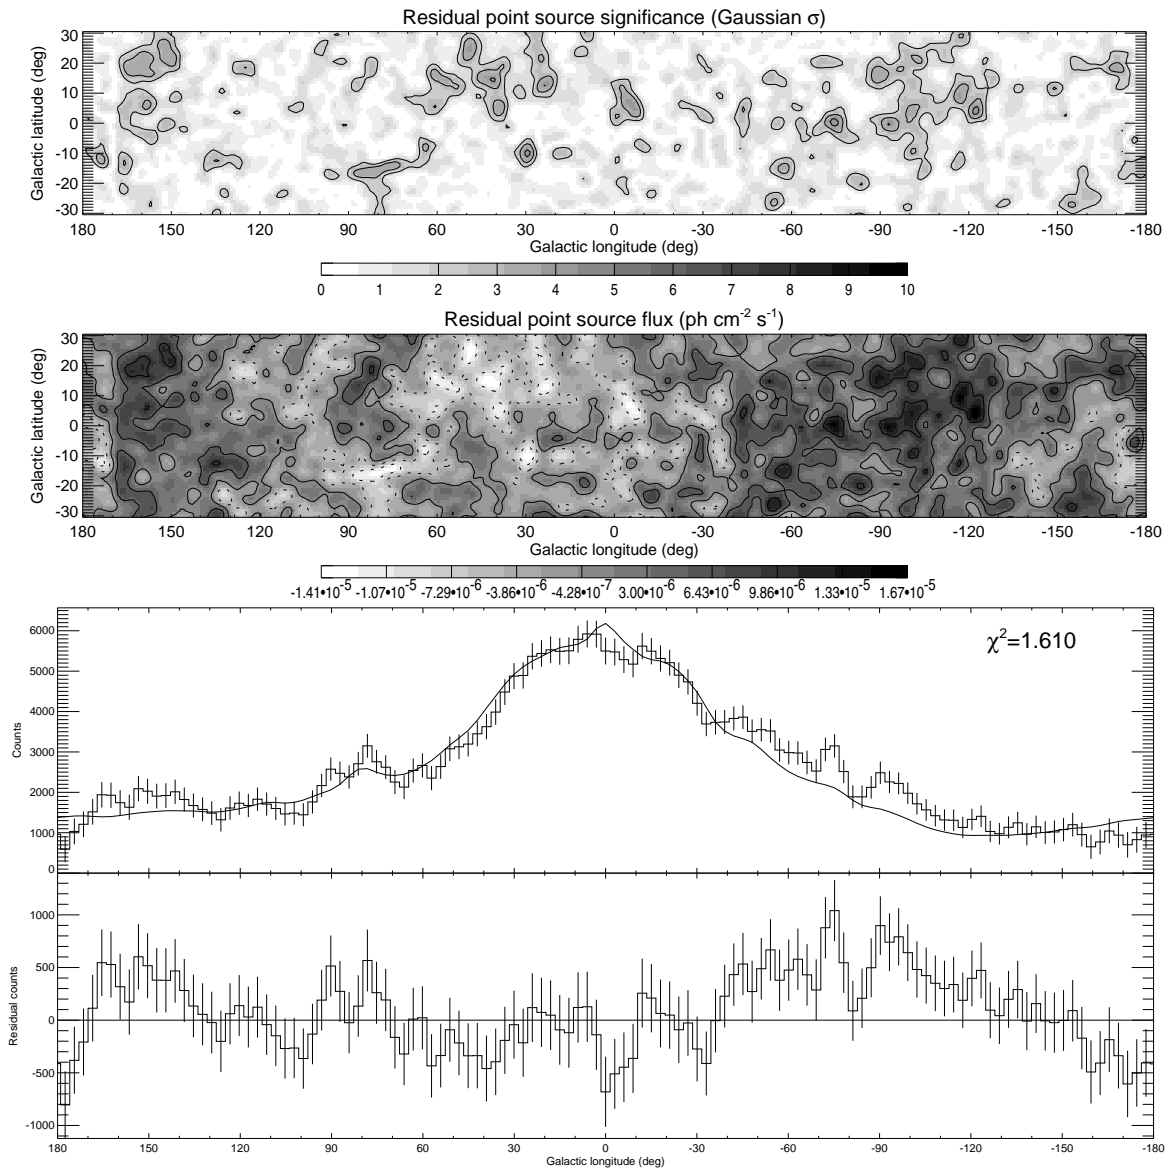 Residual point source significance (Gaussian σ)
Galactic latitude (deg)
30
20
10
0
-10
-20
-30
180 150 120 90 60 30 0 -30 -60 -90 -120 -150 -180
Galactic longitude (deg)
0 1 2 3 4 5 6 7 8 9 10
Residual point source flux (ph cm⁻² s⁻¹)
Galactic latitude (deg)
30
20
10
0
-10
-20
-30
180 150 120 90 60 30 0 -30 -60 -90 -120 -150 -180
Galactic longitude (deg)
-1.41•10⁻⁵ -1.07•10⁻⁵ -7.29•10⁻⁶ -3.86•10⁻⁶ -4.28•10⁻⁷ 3.00•10⁻⁶ 6.43•10⁻⁶ 9.86•10⁻⁶ 1.33•10⁻⁵ 1.67•10⁻⁵
χ²=1.610
Counts
6000
5000
4000
3000
2000
1000
0
Residual counts
1000
500
0
-500
-1000
180 150 120 90 60 30 0 -30 -60 -90 -120 -150 -180
Galactic longitude (deg)